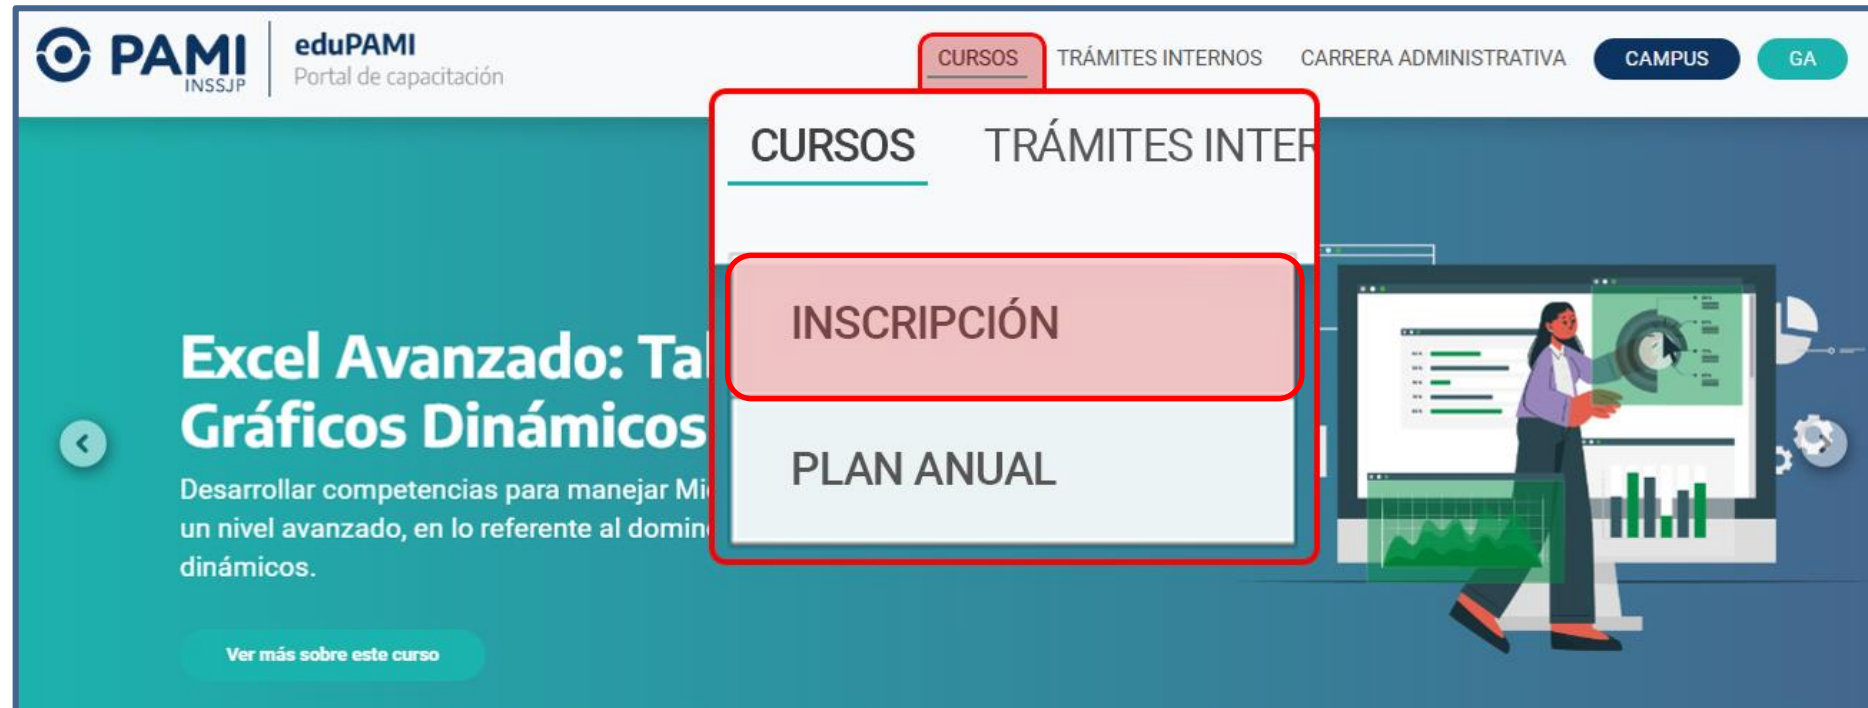 PAMI
INSSJP
eduPAMI
Portal de capacitación
CURSOS
TRÁMITES INTERNOS
CARRERA ADMINISTRATIVA
CAMPUS
GA
CURSOS
TRÁMITES INTER
INSCRIPCIÓN
PLAN ANUAL
Excel Avanzado: Ta
Gráficos Dinámicos
Desarrollar competencias para manejar Mi
un nivel avanzado, en lo referente al domin
dinámicos.
Ver más sobre este curso